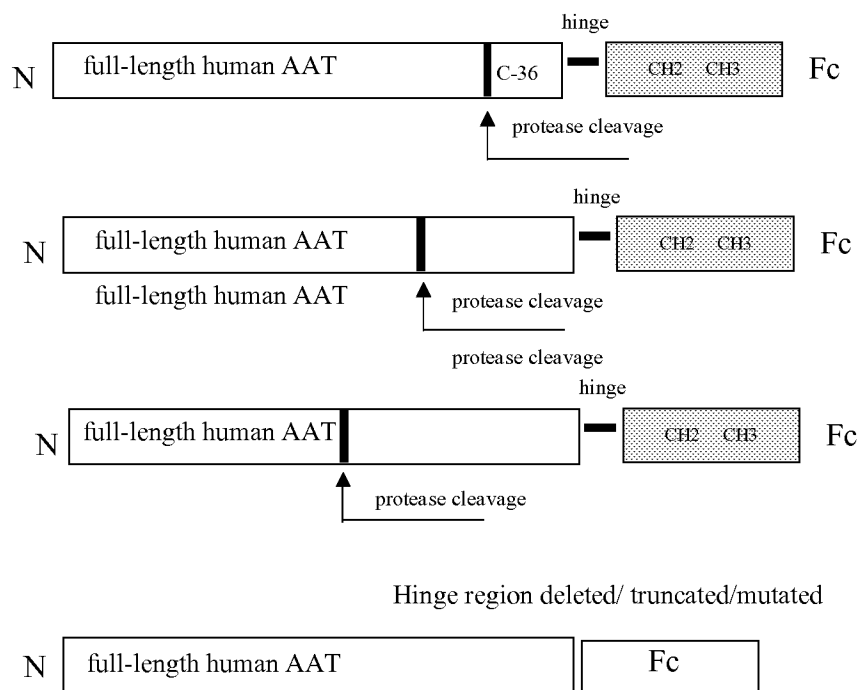 hinge
N full-length human AAT C-36 CH2 CH3 Fc
protease cleavage
hinge
N full-length human AAT CH2 CH3 Fc
full-length human AAT protease cleavage
protease cleavage
hinge
N full-length human AAT CH2 CH3 Fc
protease cleavage
Hinge region deleted/ truncated/mutated
N full-length human AAT Fc